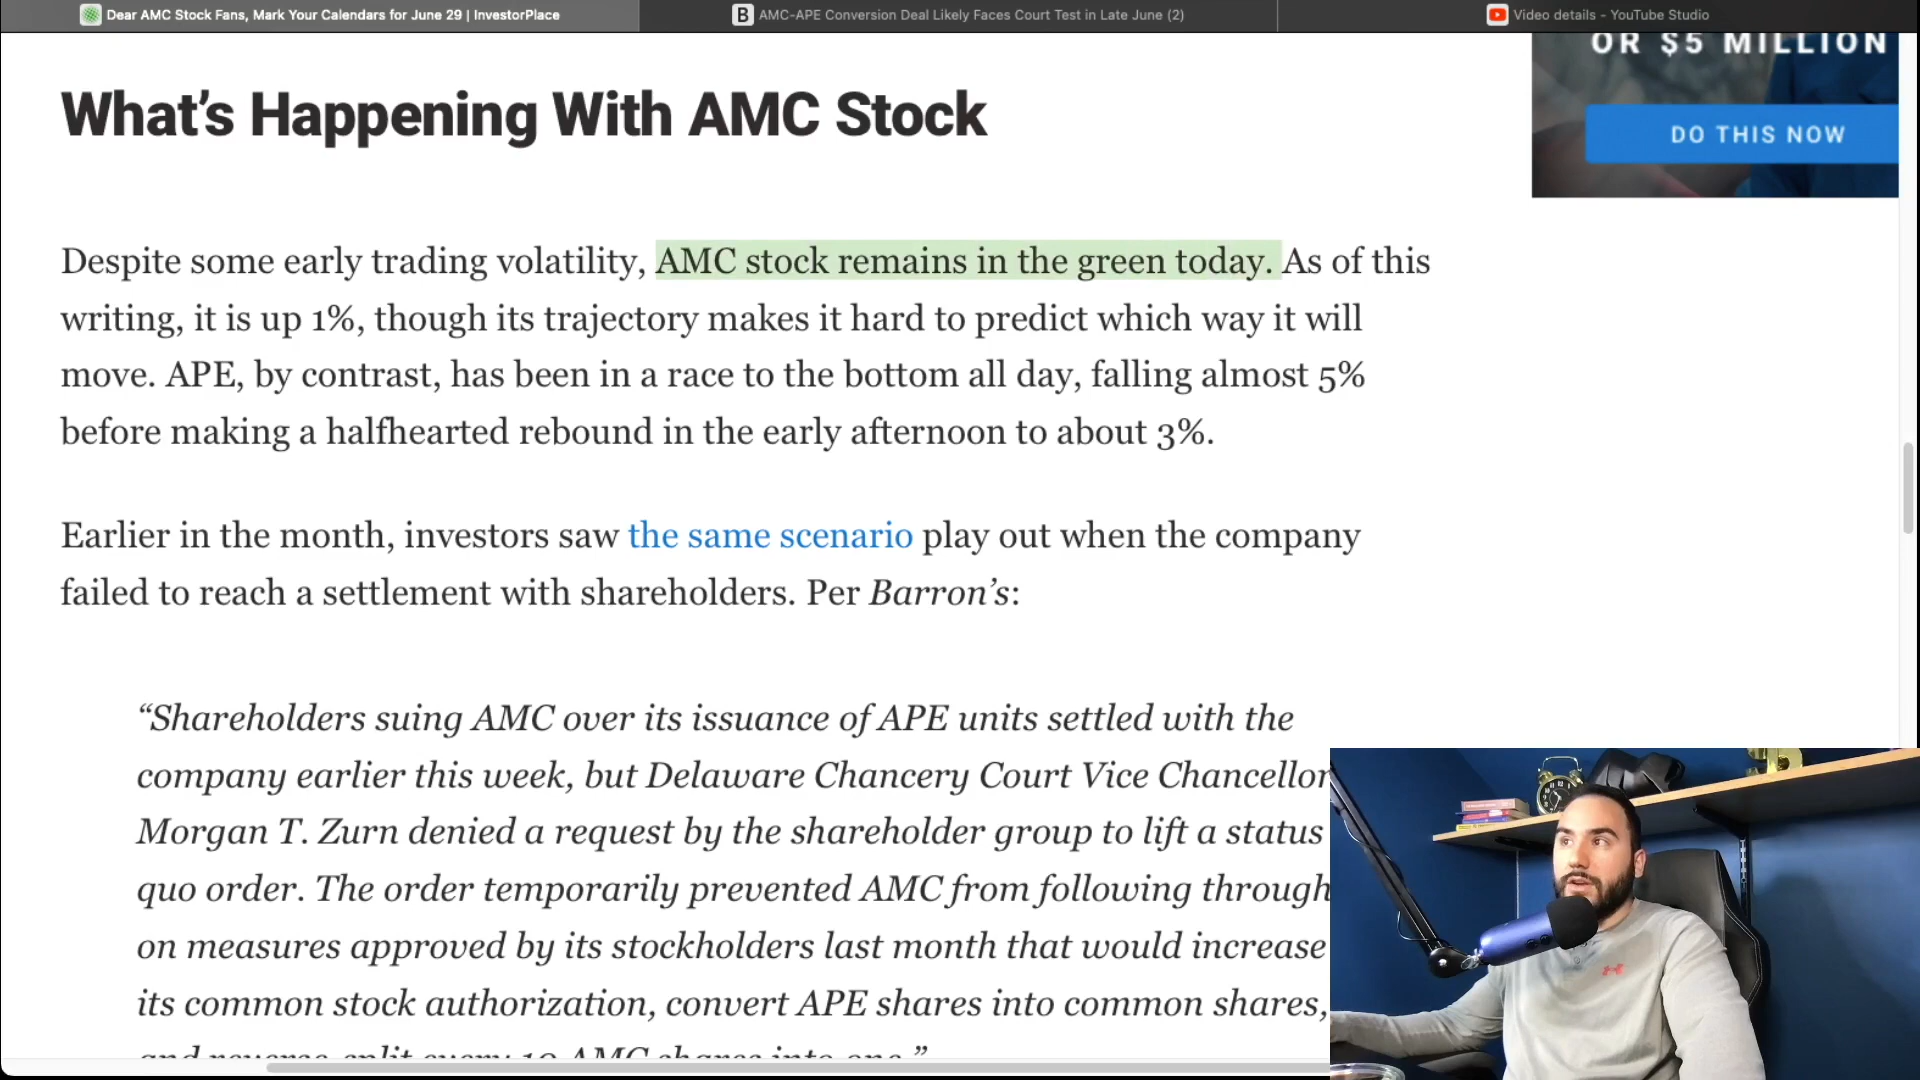 Dear AMC Stock Fans, Mark Your Calendars for June 29 | InvestorPlace
B AMC-APE Conversion Deal Likely Faces Court Test in Late June (2)
Video details - YouTube Studio
OR $5 MILLION
DO THIS NOW
What's Happening With AMC Stock
Despite some early trading volatility, AMC stock remains in the green today. As of this
writing, it is up 1%, though its trajectory makes it hard to predict which way it will
move. APE, by contrast, has been in a race to the bottom all day, falling almost 5%
before making a halfhearted rebound in the early afternoon to about 3%.
Earlier in the month, investors saw the same scenario play out when the company
failed to reach a settlement with shareholders. Per Barron's:
“Shareholders suing AMC over its issuance of APE units settled with the
company earlier this week, but Delaware Chancery Court Vice Chancellor
Morgan T. Zurn denied a request by the shareholder group to lift a status
quo order. The order temporarily prevented AMC from following through
on measures approved by its stockholders last month that would increase
its common stock authorization, convert APE shares into common shares,
and reverse-split every 10 AMC shares into one.”